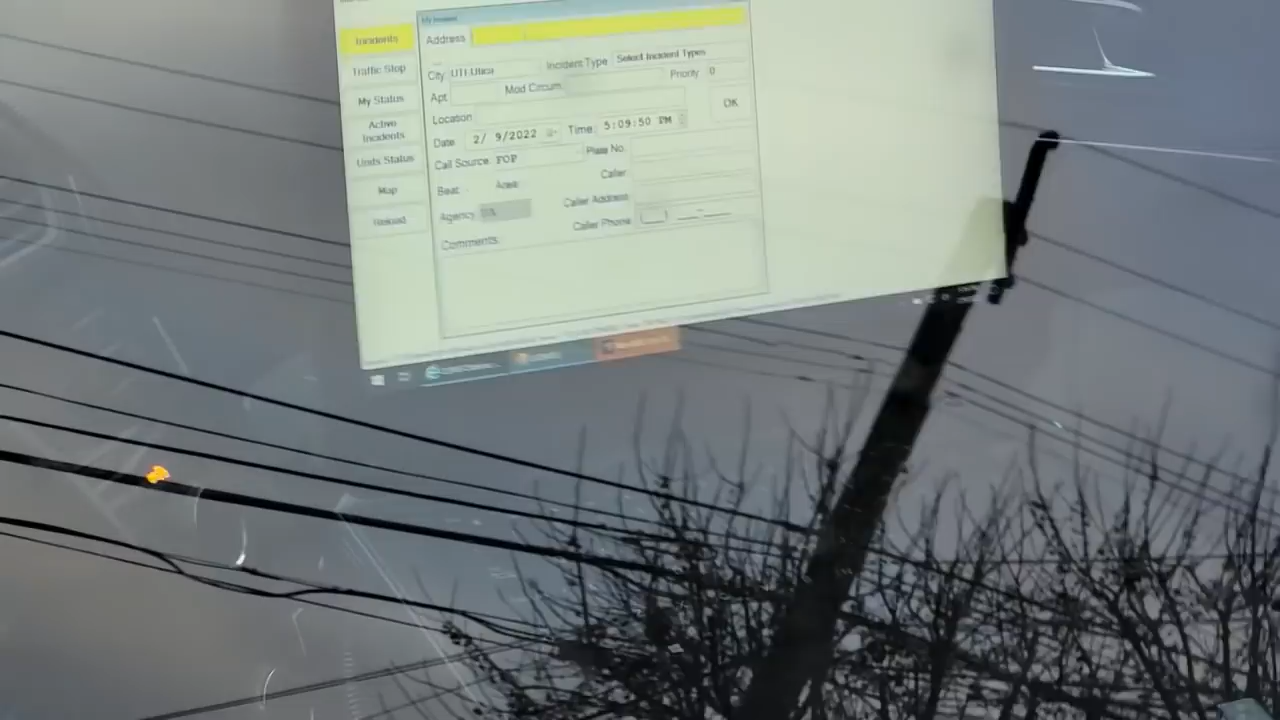 My Incident
Incidents
Address
Traffic Stop
City UTI-Utica Incident Type Select Incident Types
My Status
Apt Mod Circum Priority 0
Active Incidents
Location
OK
Units Status
Date 2/ 9/2022 Time: 5:09:50 PM
Map
Call Source FOP Plate No.
Reload
Beat Area Caller
Agency Caller Address
Comments: Caller Phone